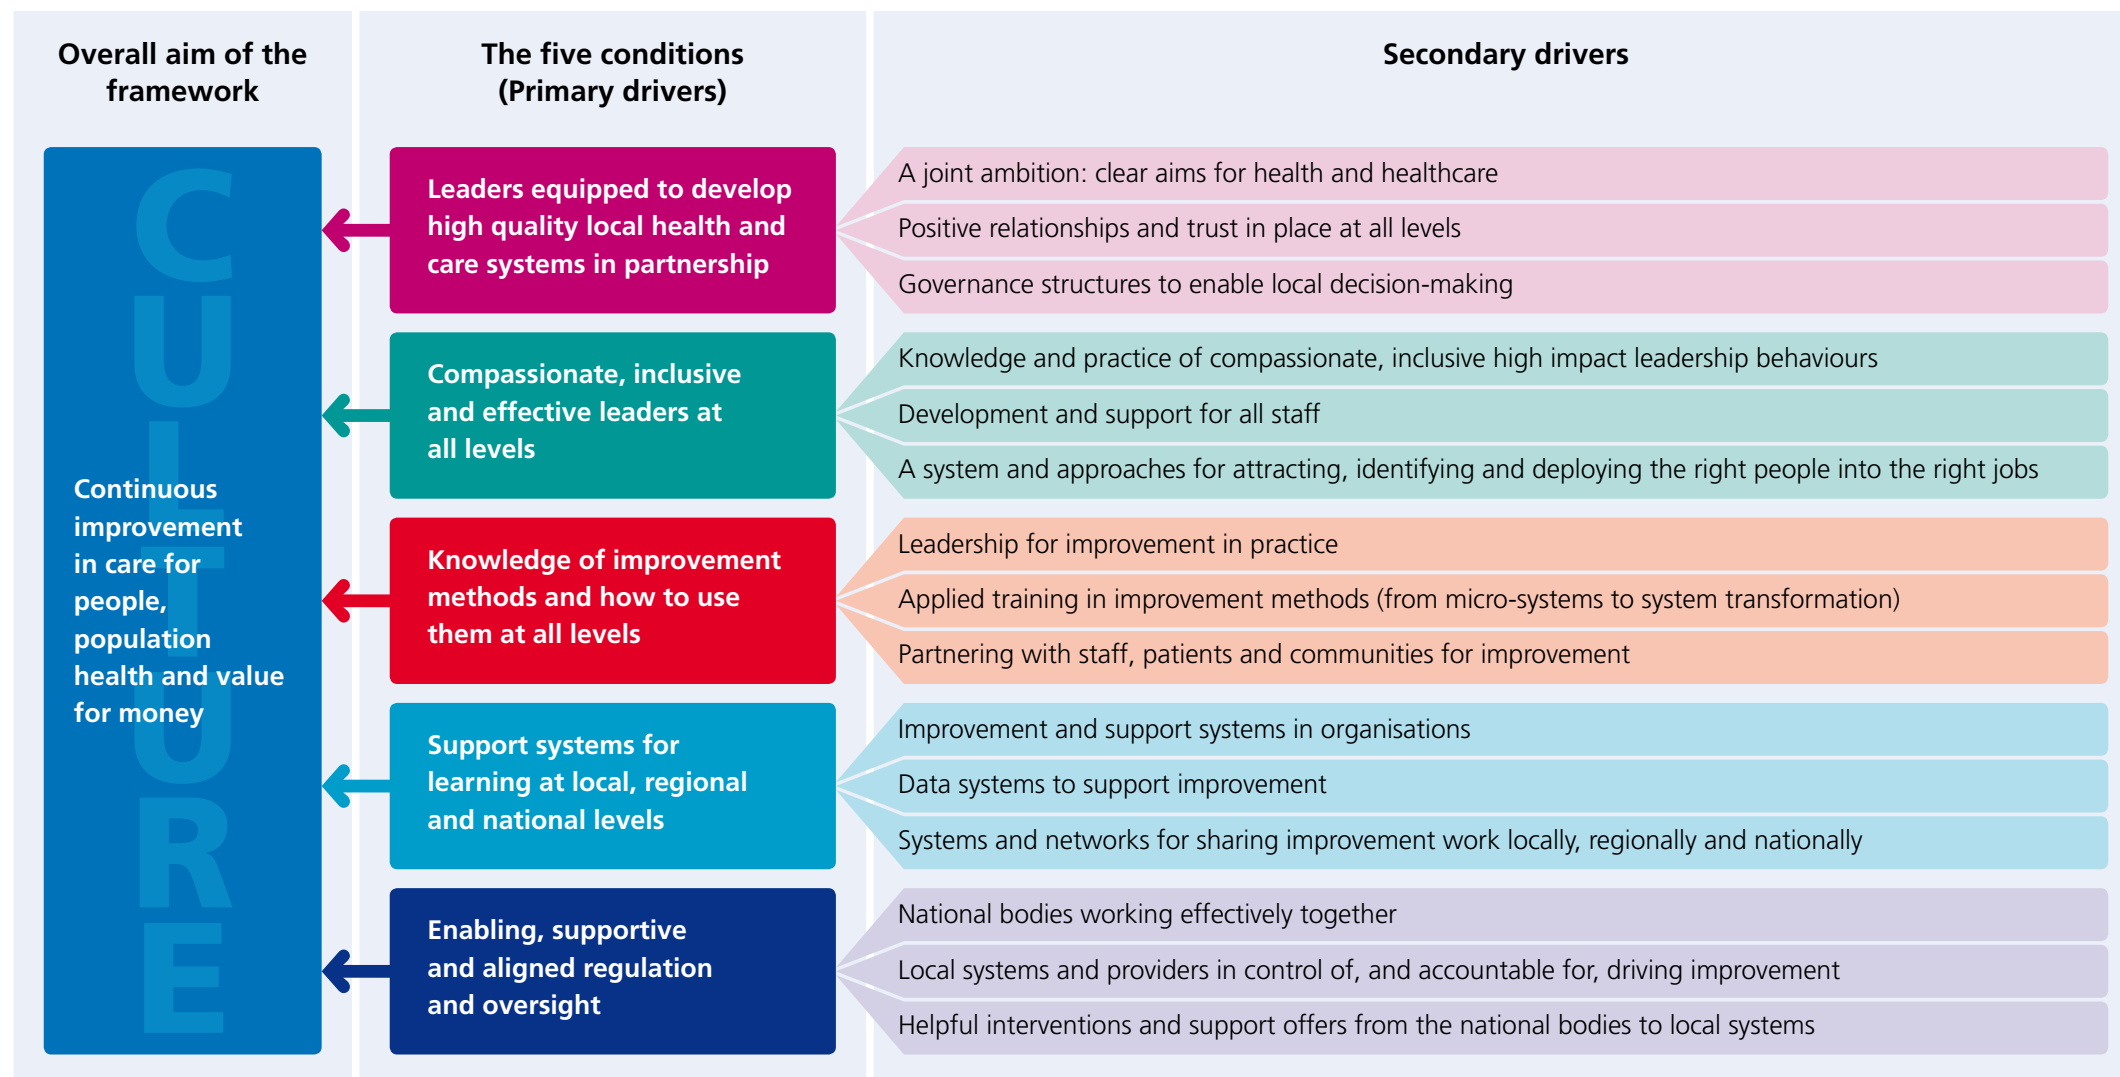 Overall aim of the
framework
The five conditions
(Primary drivers)
Secondary drivers
CULTURE
Continuous
improvement
in care for
people,
population
health and value
for money
Leaders equipped to develop
high quality local health and
care systems in partnership
A joint ambition: clear aims for health and healthcare
Positive relationships and trust in place at all levels
Governance structures to enable local decision-making
Compassionate, inclusive
and effective leaders at
all levels
Knowledge and practice of compassionate, inclusive high impact leadership behaviours
Development and support for all staff
A system and approaches for attracting, identifying and deploying the right people into the right jobs
Knowledge of improvement
methods and how to use
them at all levels
Leadership for improvement in practice
Applied training in improvement methods (from micro-systems to system transformation)
Partnering with staff, patients and communities for improvement
Support systems for
learning at local, regional
and national levels
Improvement and support systems in organisations
Data systems to support improvement
Systems and networks for sharing improvement work locally, regionally and nationally
Enabling, supportive
and aligned regulation
and oversight
National bodies working effectively together
Local systems and providers in control of, and accountable for, driving improvement
Helpful interventions and support offers from the national bodies to local systems